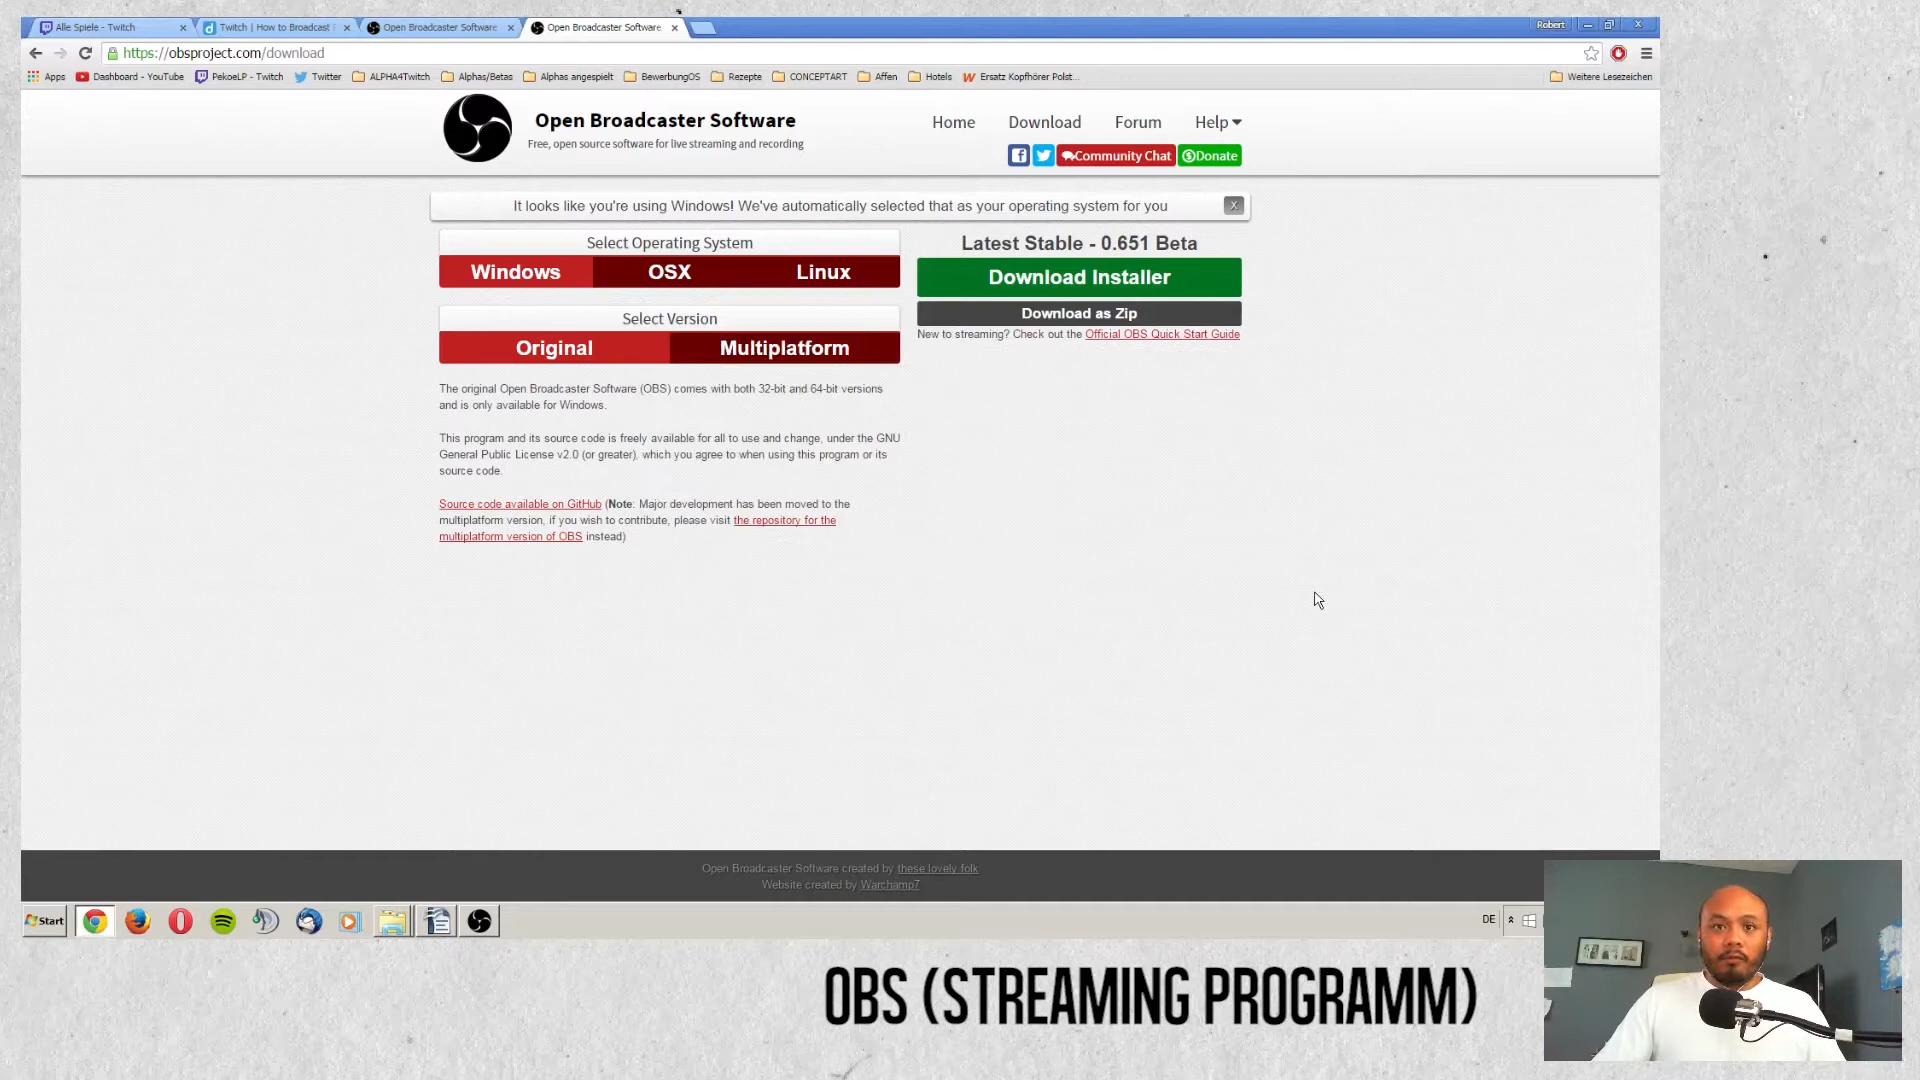 Alle Spiele - Twitch
Twitch | How to Broadcast
Open Broadcaster Software
Open Broadcaster Software
Robert
https://obsproject.com/download
Apps
Dashboard - YouTube
PekoeLP - Twitch
Twitter
ALPHA4Twitch
Alphas/Betas
Alphas angespielt
BewerbungOS
Rezepte
CONCEPTART
Affen
Hotels
Ersatz Kopfhörer Polst...
Weitere Lesezeichen
Open Broadcaster Software
Free, open source software for live streaming and recording
Home
Download
Forum
Help
Community Chat
Donate
It looks like you're using Windows! We've automatically selected that as your operating system for you
X
Select Operating System
Windows
OSX
Linux
Select Version
Original
Multiplatform
Latest Stable - 0.651 Beta
Download Installer
Download as Zip
New to streaming? Check out the Official OBS Quick Start Guide
The original Open Broadcaster Software (OBS) comes with both 32-bit and 64-bit versions
and is only available for Windows.
This program and its source code is freely available for all to use and change, under the GNU
General Public License v2.0 (or greater), which you agree to when using this program or its
source code.
Source code available on GitHub (Note: Major development has been moved to the
multiplatform version, if you wish to contribute, please visit the repository for the
multiplatform version of OBS instead)
Open Broadcaster Software created by these lovely folk
Website created by Warchamp7
Start
DE
OBS (STREAMING PROGRAMM)